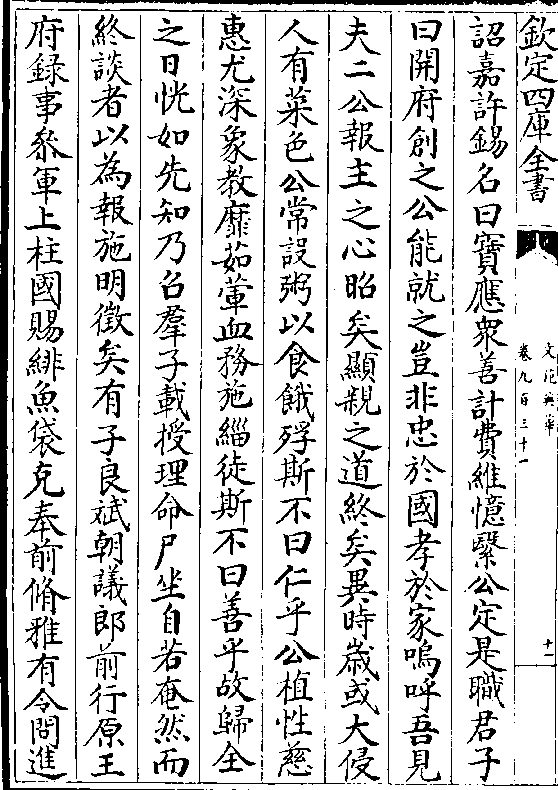 欽定四庫全書
文苑英華
卷九百三十一
十一
詔嘉許錫名曰寶應衆善計費維憶繄公定是職君子
曰開府創之公能就之豈非忠於國孝於家嗚呼吾見
夫二公報主之心昭矣顯親之道終矣異時歳或大侵
人有菜色公常設粥以食餓殍斯不曰仁乎公植性慈
惠尤深象教靡茹葷血務施緇徒斯不曰善乎故歸全
之日恍如先知乃召羣子載授理命尸坐自若奄然而
終談者以為報施明徵矣有子良斌朝議郎前行原王
府録事叅軍上柱國賜緋魚袋克奉前脩雅有令問進